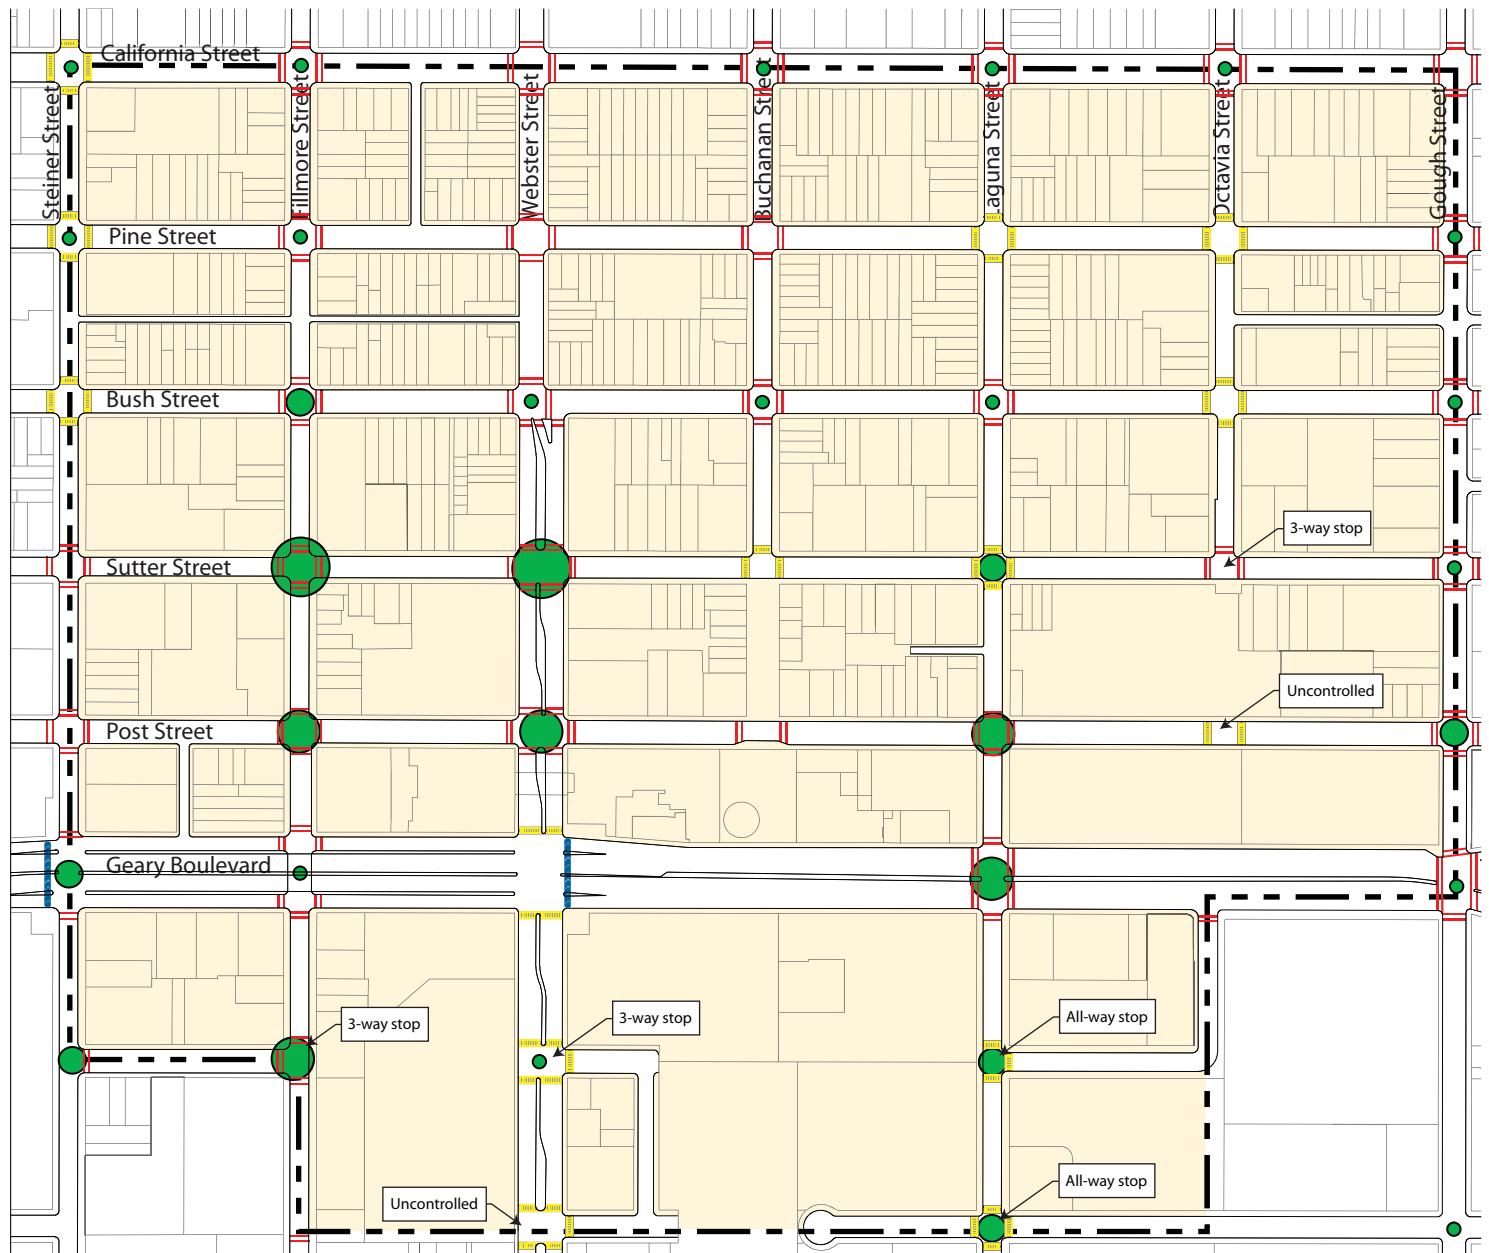 California Street
Steiner Street
Fillmore Street
Webster Street
Buchanan Street
Laguna Street
Octavia Street
Gough Street
Pine Street
Bush Street
3-way stop
Sutter Street
Uncontrolled
Post Street
Geary Boulevard
3-way stop
3-way stop
All-way stop
All-way stop
Uncontrolled